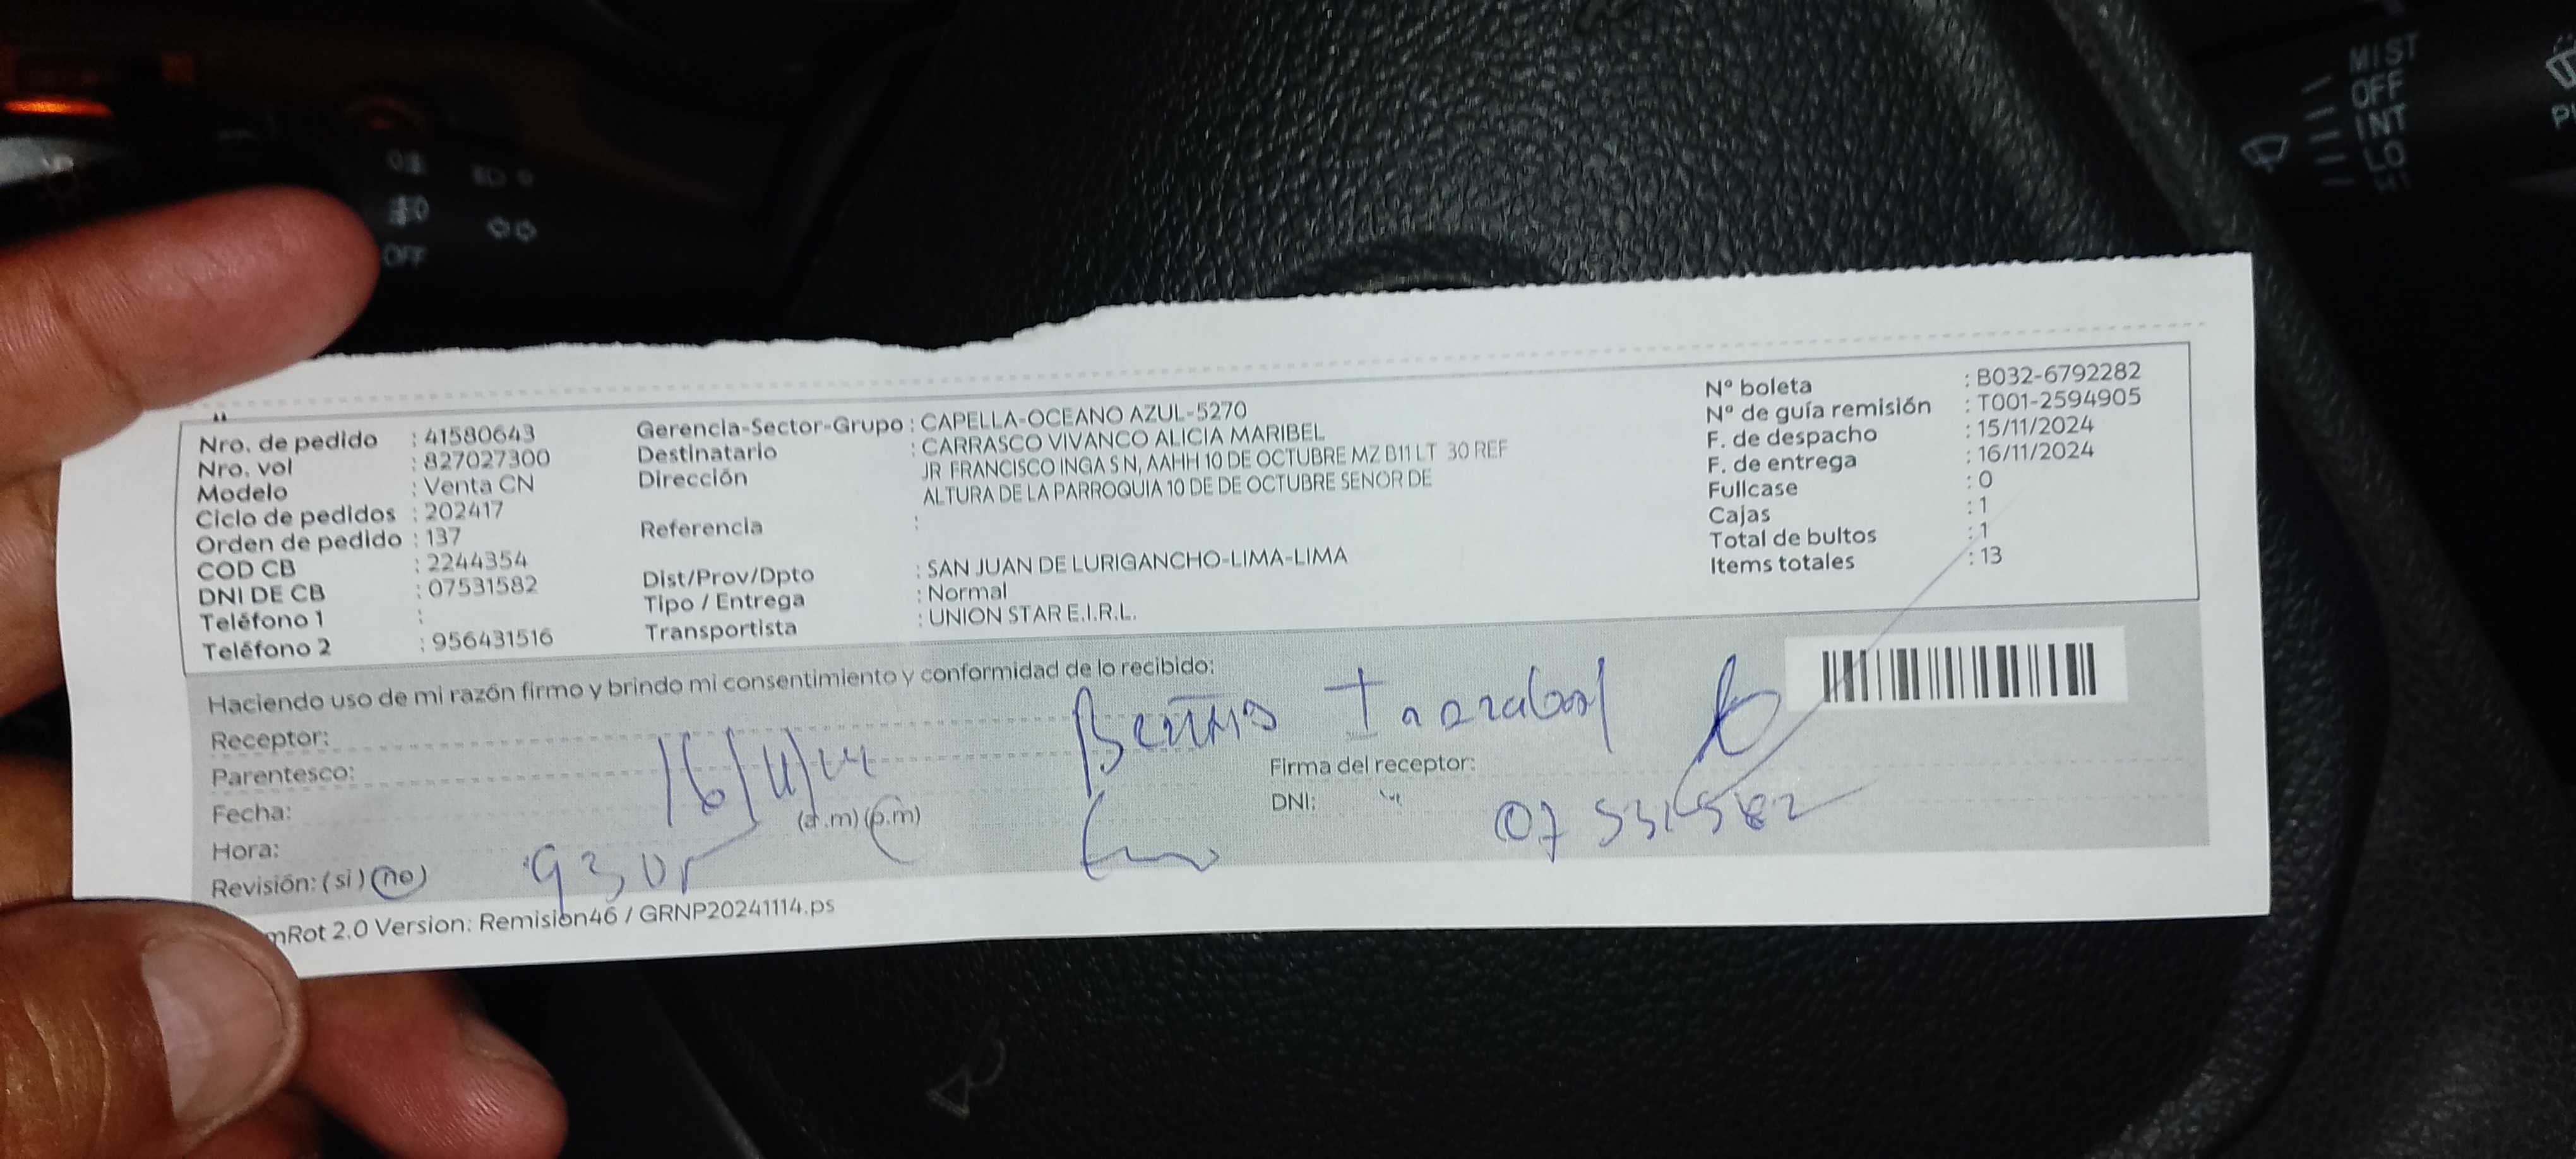 MIST
OFF
INT
LO
OFF
Nro. de pedido : 41580643
Nro. vol : 827027300
Modelo : Venta CN
Ciclo de pedidos : 202417
Orden de pedido : 137
COD CB : 2244354
DNI DE CB : 07531582
Teléfono 1 :
Teléfono 2 : 956431516
Gerencia-Sector-Grupo : CAPELLA-OCEANO AZUL-5270
Destinatario : CARRASCO VIVANCO ALICIA MARIBEL
Dirección JR FRANCISCO INGA S N, AAHH 10 DE OCTUBRE MZ B11 LT 30 REF
ALTURA DE LA PARROQUIA 10 DE DE OCTUBRE SENOR DE
Referencia :
Dist/Prov/Dpto : SAN JUAN DE LURIGANCHO-LIMA-LIMA
Tipo / Entrega : Normal
Transportista : UNION STAR E.I.R.L.
Nº boleta : B032-6792282
Nº de guía remisión : T001-2594905
F. de despacho : 15/11/2024
F. de entrega : 16/11/2024
Fullcase : 0
Cajas : 1
Total de bultos : 1
Items totales : 13
Haciendo uso de mi razón firmo y brindo mi consentimiento y conformidad de lo recibido:
Receptor:
Parentesco:
Fecha: 16/11/
Hora: (a.m) (p.m)
Revisión: (si) (no)
Firma del receptor:
DNI: 07531582
mRot 2.0 Version: Remision46 / GRNP20241114.ps